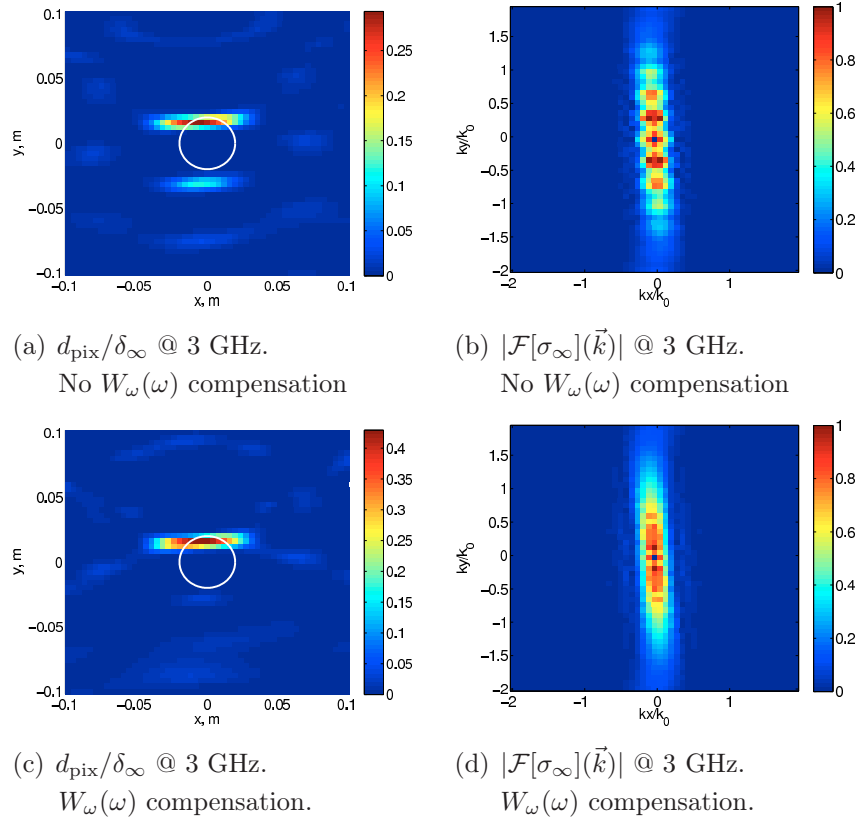 0.1
0.05
0
−0.05
−0.1
y, m
−0.1 −0.05 0 0.05 0.1
x, m
0.25
0.2
0.15
0.1
0.05
0
1.5
1
0.5
0
-0.5
-1
-1.5
-2
ky/k0
-2 -1 0 1
kx/k0
1
0.8
0.6
0.4
0.2
0
(a) d_pix/δ_∞ @ 3 GHz.
No W_ω(ω) compensation
(b) |F[σ_∞](k⃗)| @ 3 GHz.
No W_ω(ω) compensation
0.1
0.05
0
−0.05
−0.1
y, m
−0.1 −0.05 0 0.05 0.1
x, m
0.4
0.35
0.3
0.25
0.2
0.15
0.1
0.05
0
1.5
1
0.5
0
-0.5
-1
-1.5
-2
ky/k0
-2 -1 0 1
kx/k0
1
0.8
0.6
0.4
0.2
0
(c) d_pix/δ_∞ @ 3 GHz.
W_ω(ω) compensation.
(d) |F[σ_∞](k⃗)| @ 3 GHz.
W_ω(ω) compensation.